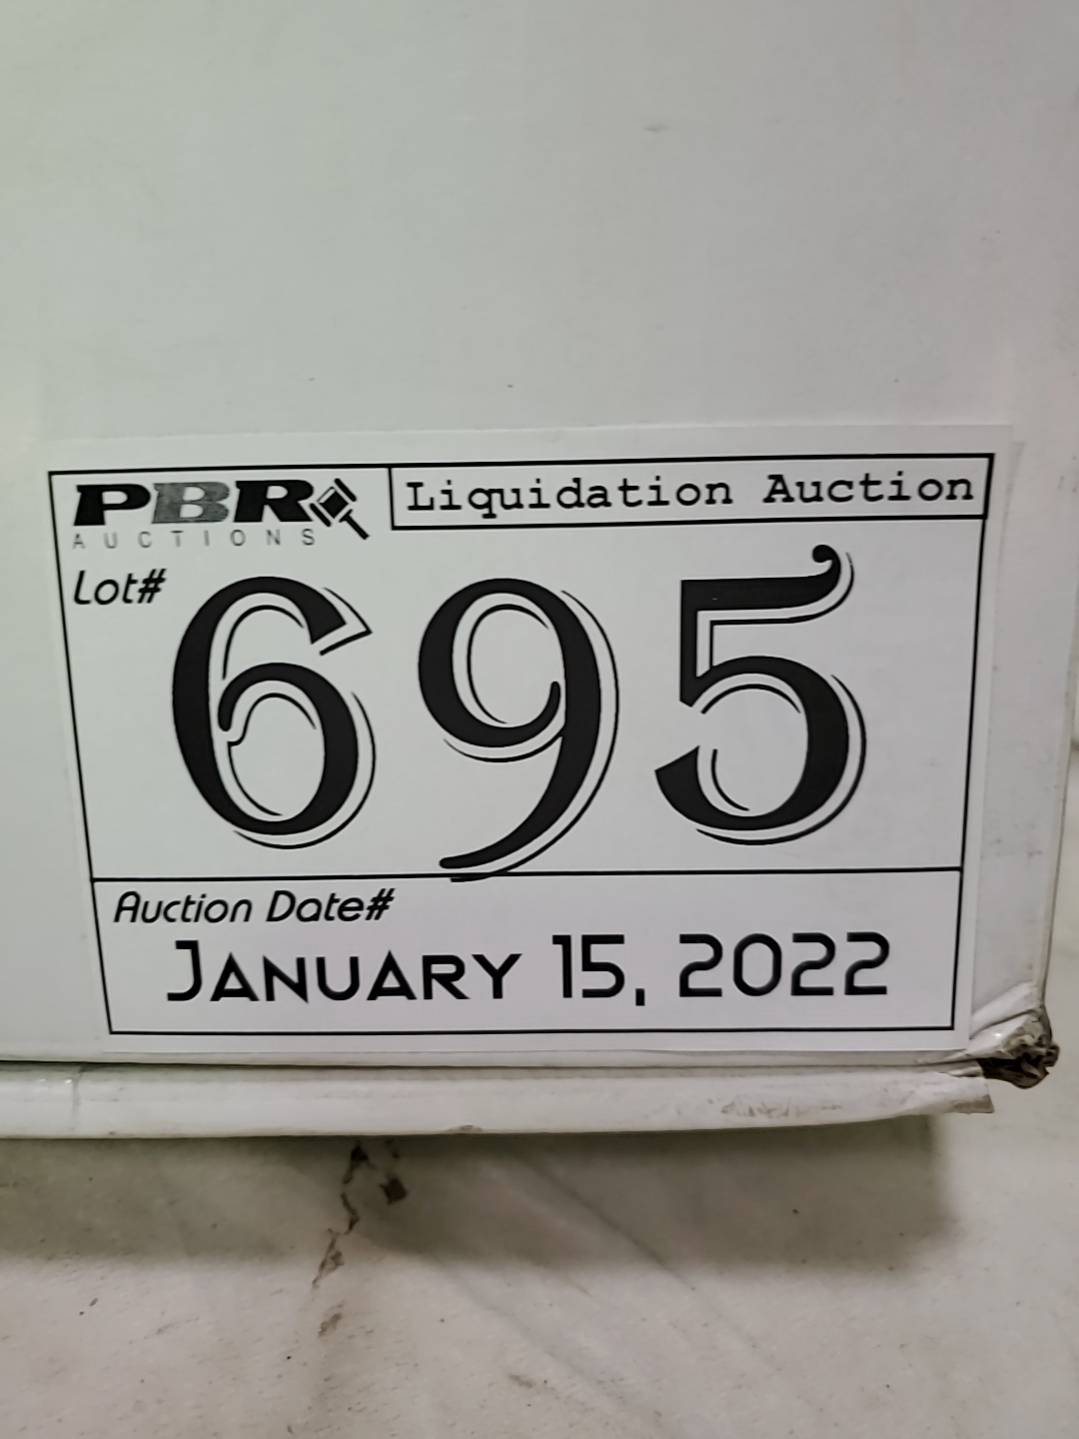 PBR
AUCTIONS
Liquidation Auction
Lot#
695
Auction Date#
JANUARY 15, 2022